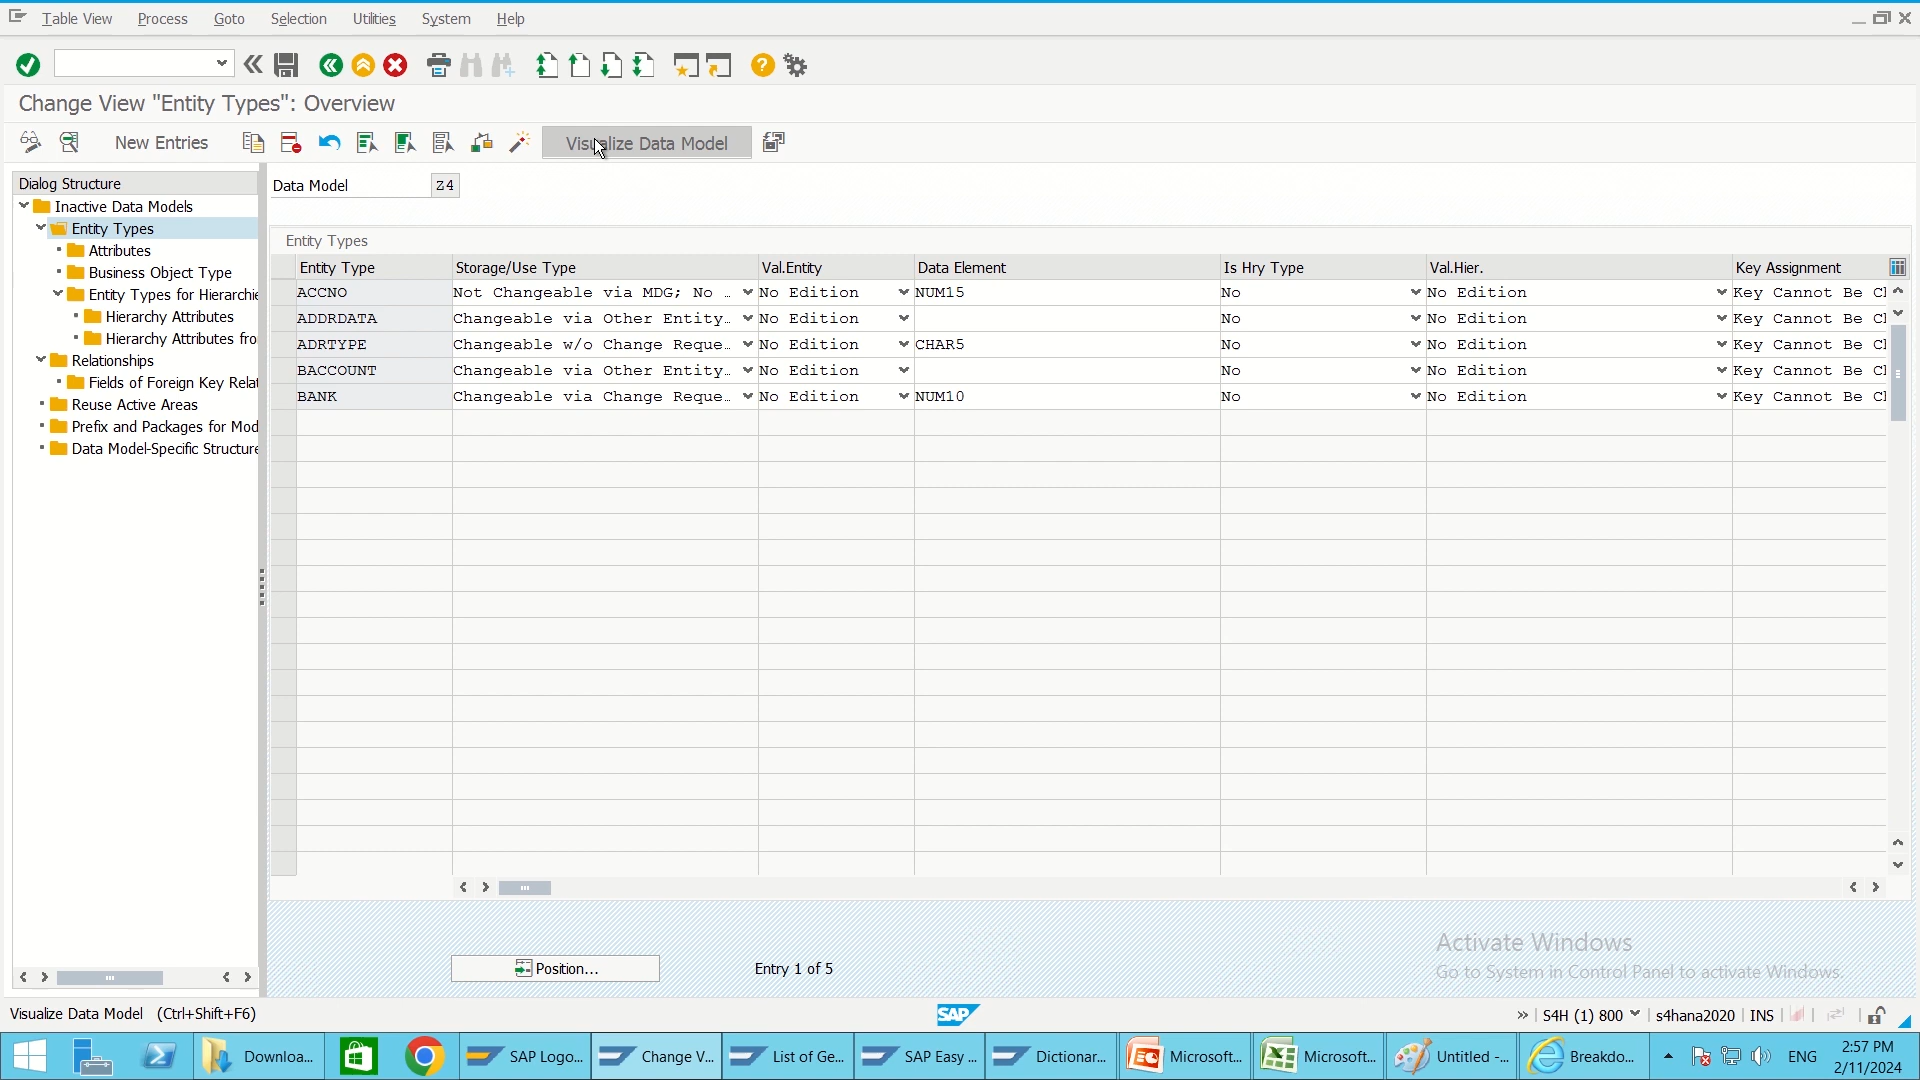 Table View Process Goto Selection Utilities System Help
Change View "Entity Types": Overview
New Entries Visualize Data Model
Dialog Structure
Inactive Data Models
Entity Types
Attributes
Business Object Type
Entity Types for Hierarchie
Hierarchy Attributes
Hierarchy Attributes fro
Relationships
Fields of Foreign Key Relat
Reuse Active Areas
Prefix and Packages for Mod
Data Model-Specific Structure
Data Model Z4
Entity Types
Entity Type Storage/Use Type Val.Entity Data Element Is Hry Type Val.Hier. Key Assignment
ACCNO Not Changeable via MDG; No … No Edition NUM15 No No Edition Key Cannot Be Cl
ADDRDATA Changeable via Other Entity… No Edition No No Edition Key Cannot Be Cl
ADRTYPE Changeable w/o Change Reque… No Edition CHAR5 No No Edition Key Cannot Be Cl
BACCOUNT Changeable via Other Entity… No Edition No No Edition Key Cannot Be Cl
BANK Changeable via Change Reque… No Edition NUM10 No No Edition Key Cannot Be Cl
Position... Entry 1 of 5
Activate Windows
Go to System in Control Panel to activate Windows.
Visualize Data Model (Ctrl+Shift+F6) SAP S4H (1) 800 s4hana2020 INS
Downloa... SAP Logo... Change V... List of Ge... SAP Easy ... Dictionar... Microsoft... Microsoft... Untitled -... Breakdo... ENG 2:57 PM
2/11/2024